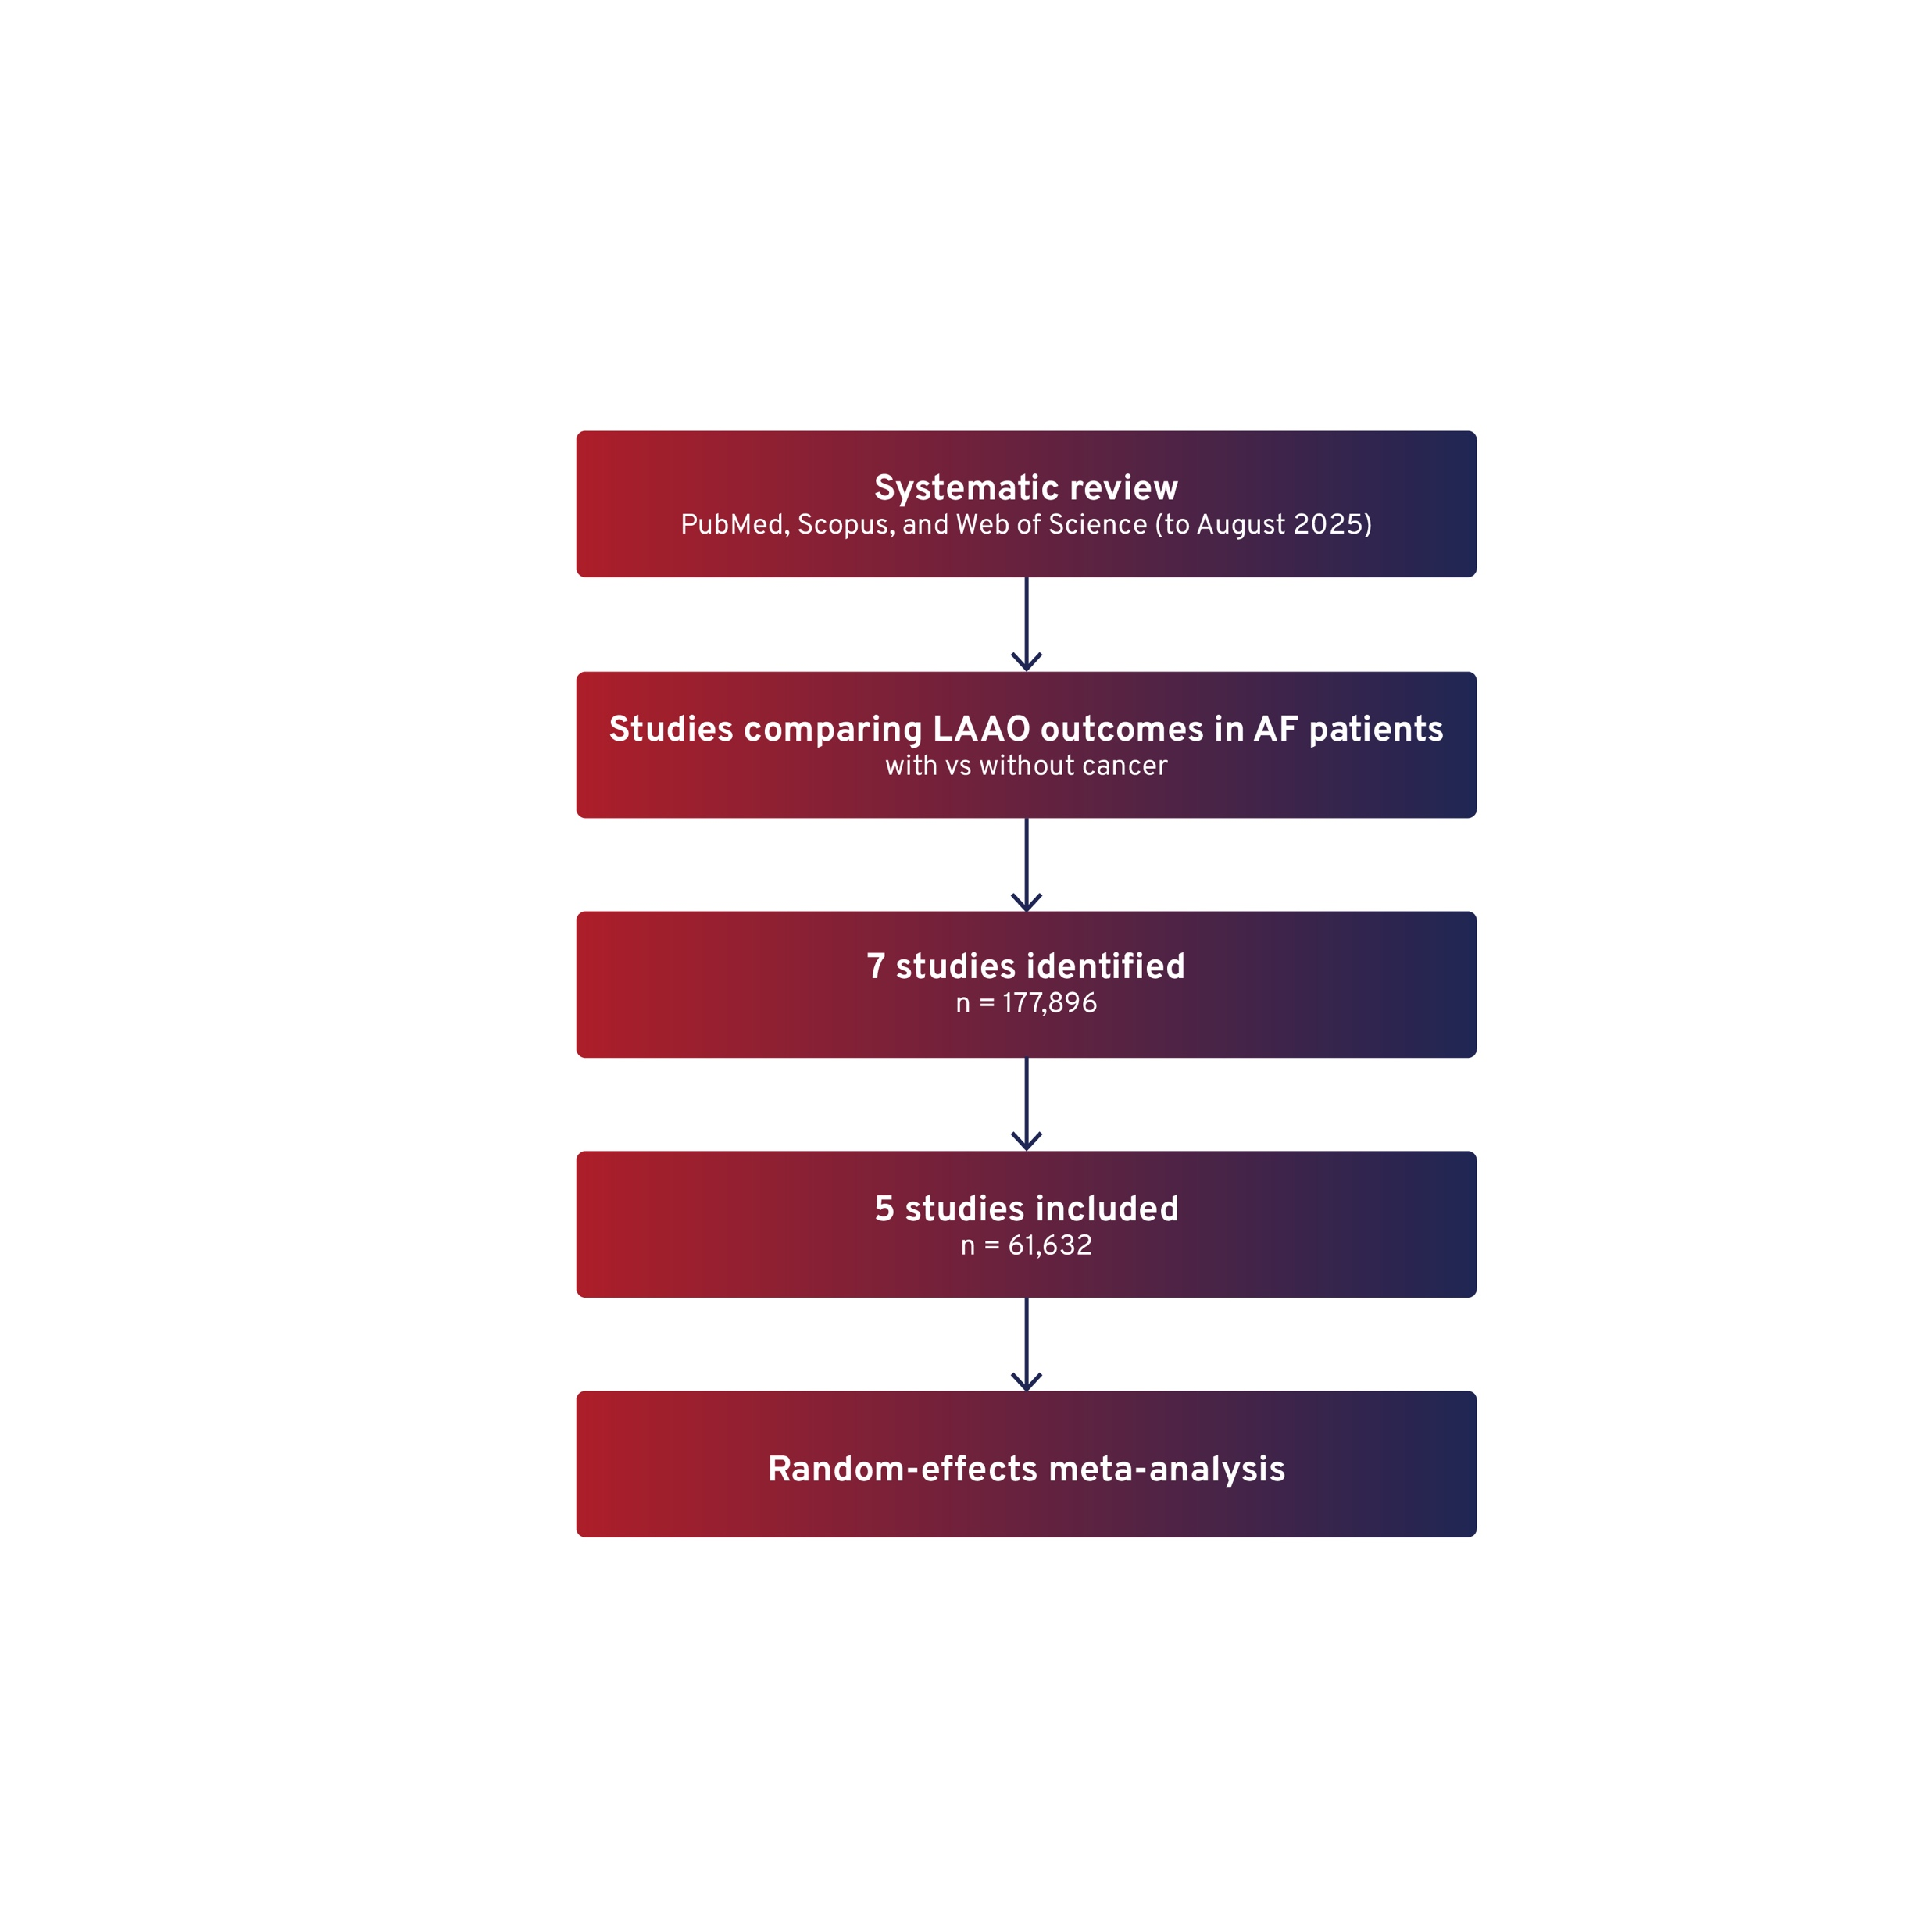 Systematic review
PubMed, Scopus, and Web of Science (to August 2025)
Studies comparing LAAO outcomes in AF patients
with vs without cancer
7 studies identified
n = 177,896
5 studies included
n = 61,632
Random-effects meta-analysis